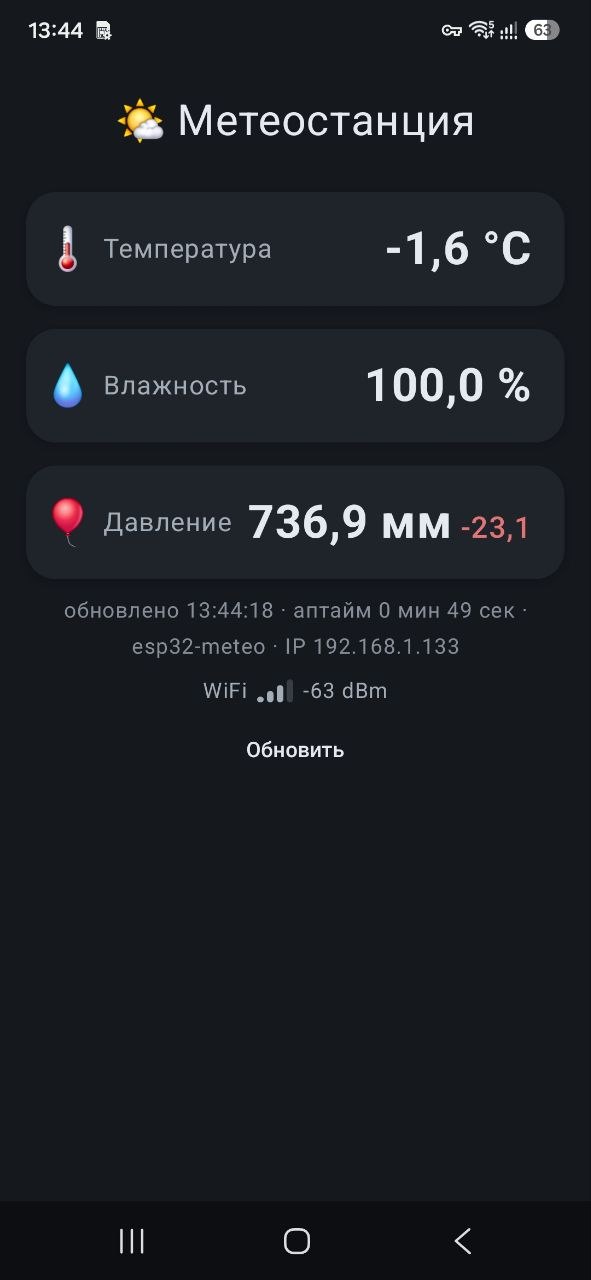 13:44 5 63
Метеостанция
Температура -1,6 °C
Влажность 100,0 %
Давление 736,9 мм -23,1
обновлено 13:44:18 · аптайм 0 мин 49 сек ·
esp32-meteo · IP 192.168.1.133
WiFi -63 dBm
Обновить